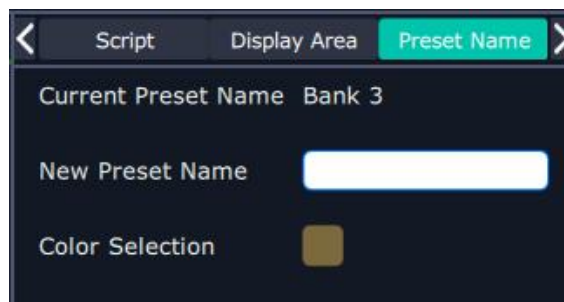 Script Display Area Preset Name
Current Preset Name Bank 3
New Preset Name
Color Selection